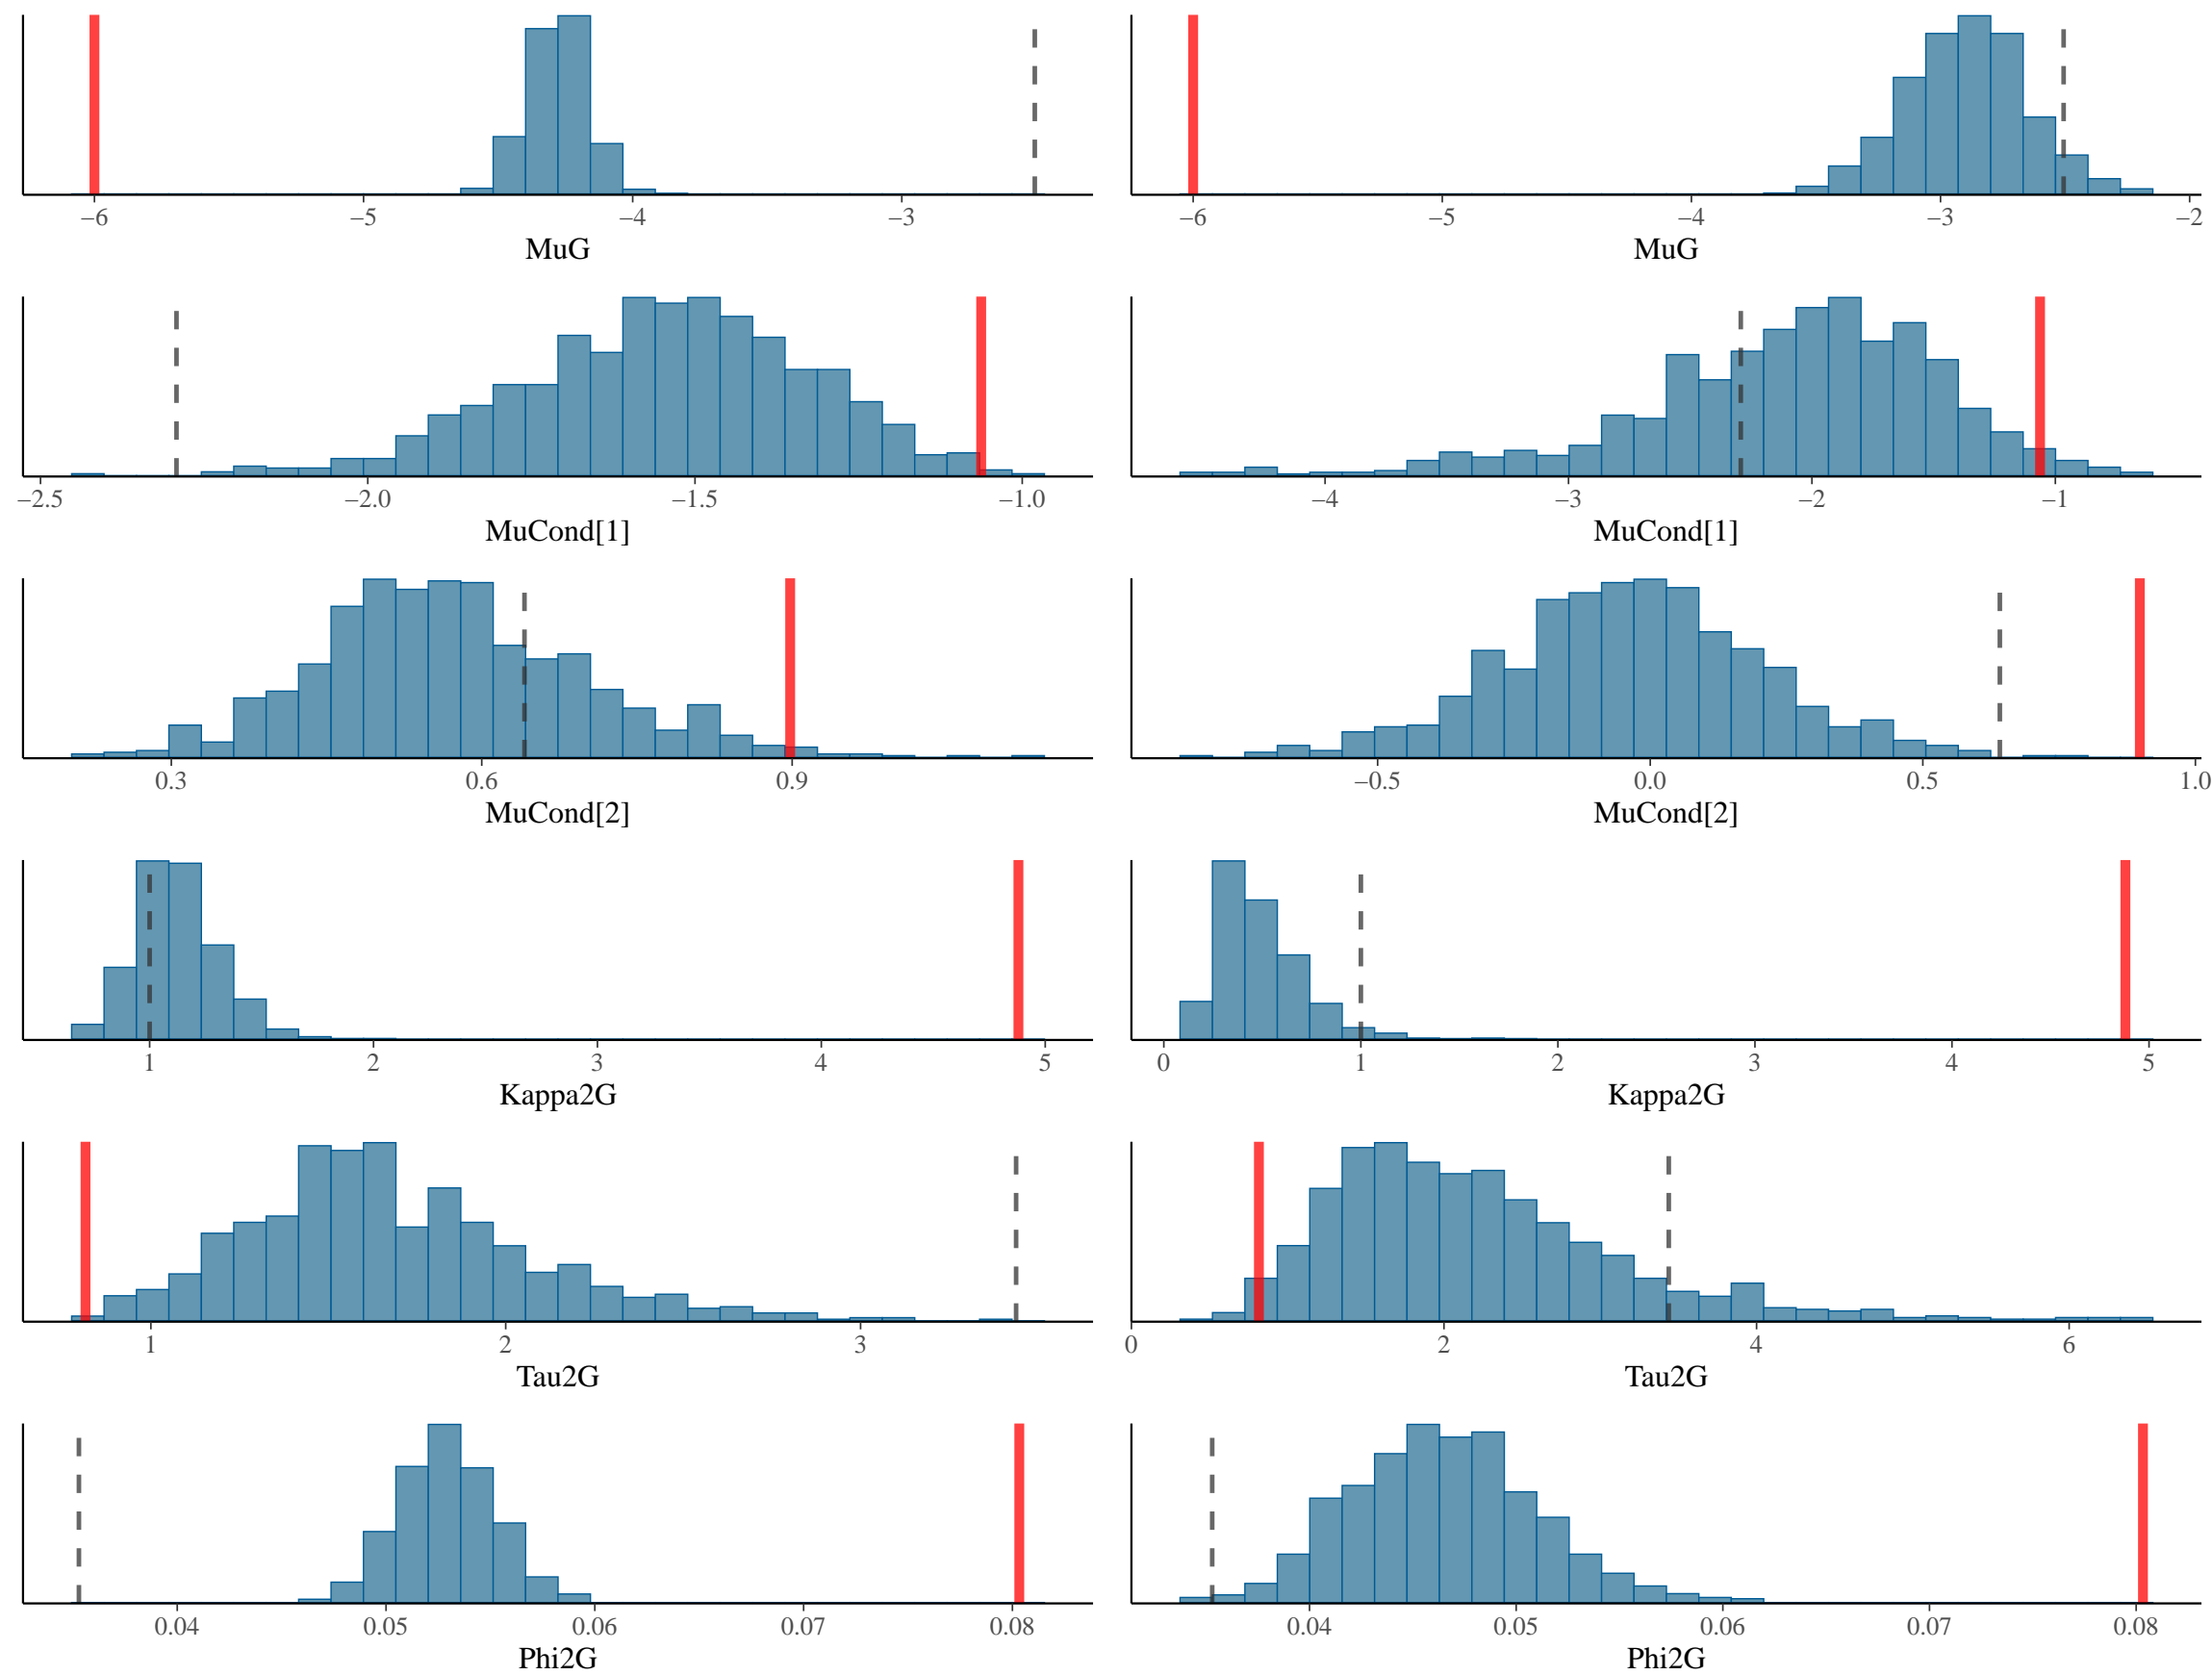 −6 −5 −4 −3
MuG
−6 −5 −4 −3 −2
MuG
−2.5 −2.0 −1.5 −1.0
MuCond[1]
−4 −3 −2 −1
MuCond[1]
0.3 0.6 0.9
MuCond[2]
−0.5 0.0 0.5 1.0
MuCond[2]
1 2 3 4 5
Kappa2G
0 1 2 3 4 5
Kappa2G
1 2 3
Tau2G
0 2 4 6
Tau2G
0.04 0.05 0.06 0.07 0.08
Phi2G
0.04 0.05 0.06 0.07 0.08
Phi2G